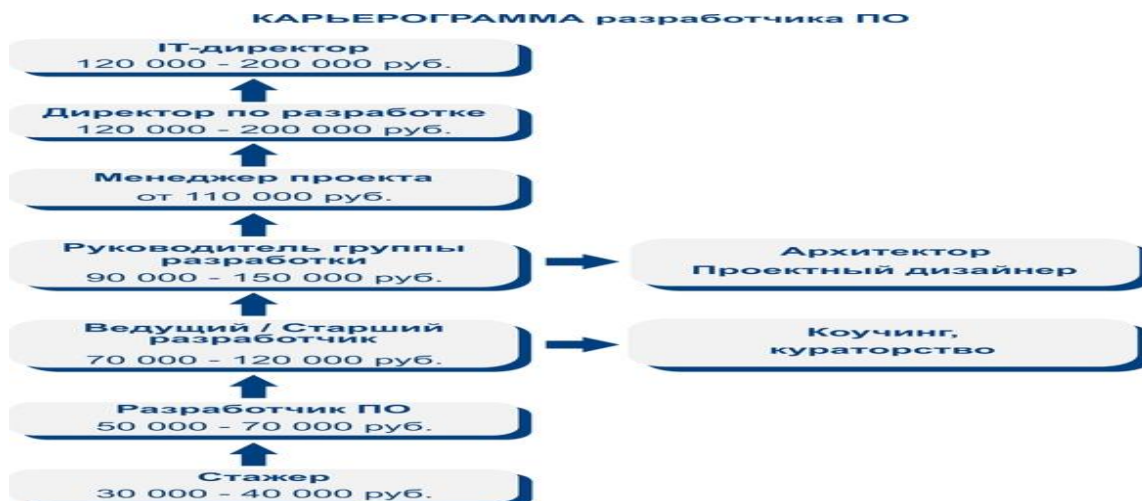 КАРЬЕРОГРАММА разработчика ПО
IT-директор
120 000 - 200 000 руб.
Директор по разработке
120 000 - 200 000 руб.
Менеджер проекта
от 110 000 руб.
Руководитель группы
разработки
90 000 - 150 000 руб.
Архитектор
Проектный дизайнер
Ведущий / Старший
разработчик
70 000 - 120 000 руб.
Коучинг,
кураторство
Разработчик ПО
50 000 - 70 000 руб.
Стажер
30 000 - 40 000 руб.